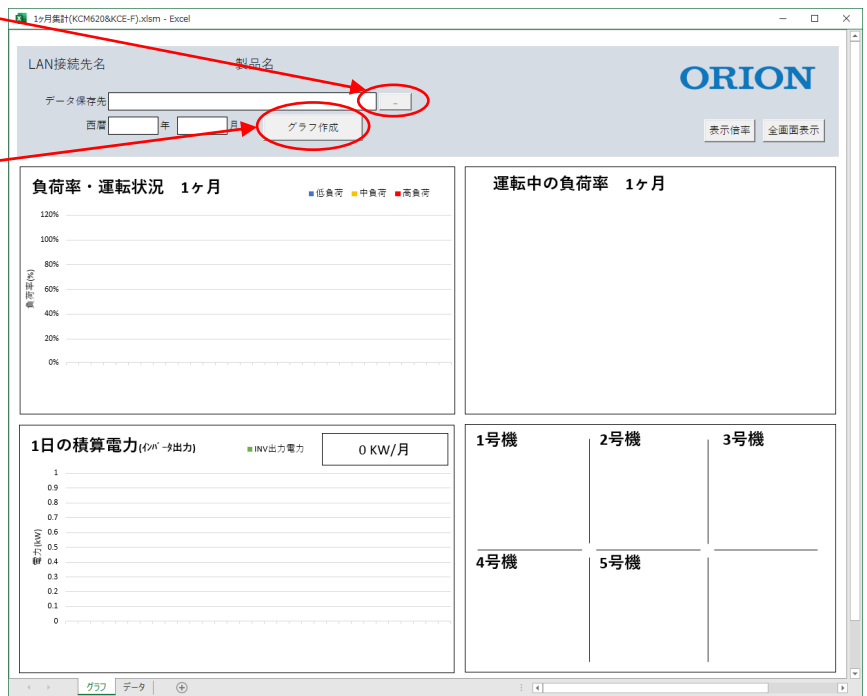 1ヶ月集計(KCM620&KCE-F).xlsm - Excel
LAN接続先名 製品名
ORION
データ保存先 ..
西暦 年 月 グラフ作成 表示倍率 全画面表示
負荷率・運転状況 1ヶ月
低負荷 中負荷 高負荷
120%
100%
80%
60%
40%
20%
0%
負荷率(%)
運転中の負荷率 1ヶ月
1日の積算電力(インバータ出力) INV出力電力 0 KW/月
1
0.9
0.8
0.7
0.6
0.5
0.4
0.3
0.2
0.1
0
電力(kW)
1号機 2号機 3号機
4号機 5号機
グラフ データ